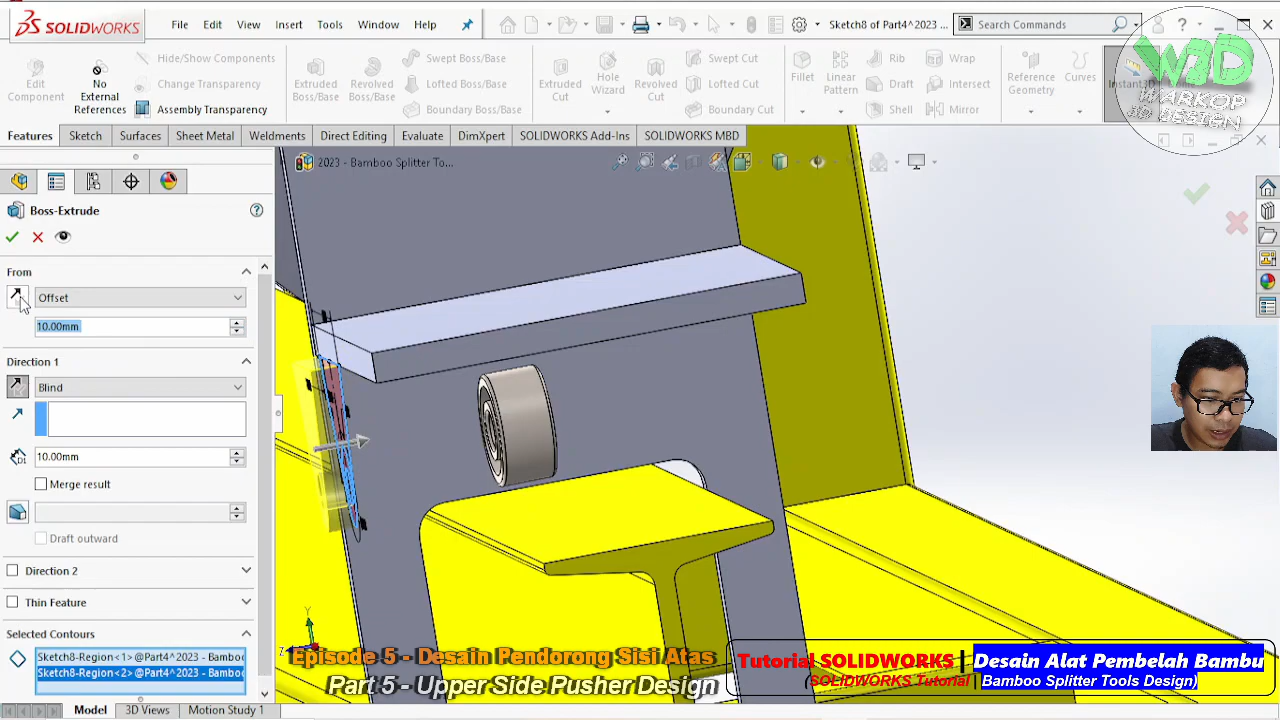 SOLIDWORKS
File Edit View Insert Tools Window Help
Sketch8 of Part4^2023 ...
Search Commands
?
Edit Component
No External References
Hide/Show Components
Change Transparency
Assembly Transparency
Extruded Boss/Base
Revolved Boss/Base
Swept Boss/Base
Lofted Boss/Base
Boundary Boss/Base
Extruded Cut
Hole Wizard
Revolved Cut
Swept Cut
Lofted Cut
Boundary Cut
Fillet
Linear Pattern
Rib
Draft
Shell
Wrap
Intersect
Mirror
Reference Geometry
Curves
Instant3D
W3D
WARKOP
3D DESIGN
Features Sketch Surfaces Sheet Metal Weldments Direct Editing Evaluate DimXpert SOLIDWORKS Add-Ins SOLIDWORKS MBD
2023 - Bamboo Splitter To...
Boss-Extrude
From
Offset
10.00mm
Direction 1
Blind
10.00mm
Merge result
Draft outward
Direction 2
Thin Feature
Selected Contours
Sketch8-Region<1> @Part4^2023 - Bamboo
Sketch8-Region<2> @Part4^2023 - Bamboo
Y
Z
Episode 5 - Desain Pendorong Sisi Atas
Part 5 - Upper Side Pusher Design
Tutorial SOLIDWORKS | Desain Alat Pembelah Bambu
(SOLIDWORKS Tutorial | Bamboo Splitter Tools Design)
Model 3D Views Motion Study 1